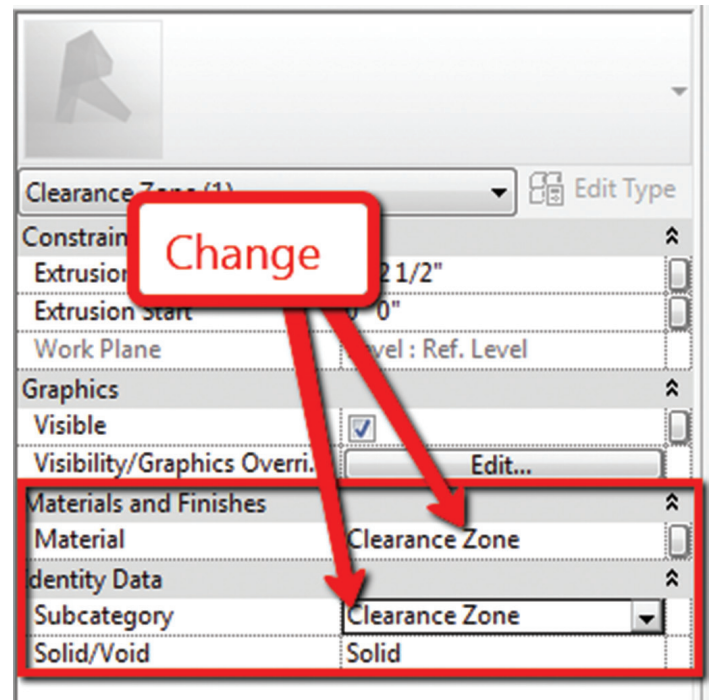 Clearance Zone (1)
Edit Type
Change
Constrain
Extrusion 2 1/2"
Extrusion Start 0" 0"
Work Plane Level : Ref. Level
Graphics
Visible
Visibility/Graphics Overri... Edit...
Materials and Finishes
Material Clearance Zone
Identity Data
Subcategory Clearance Zone
Solid/Void Solid